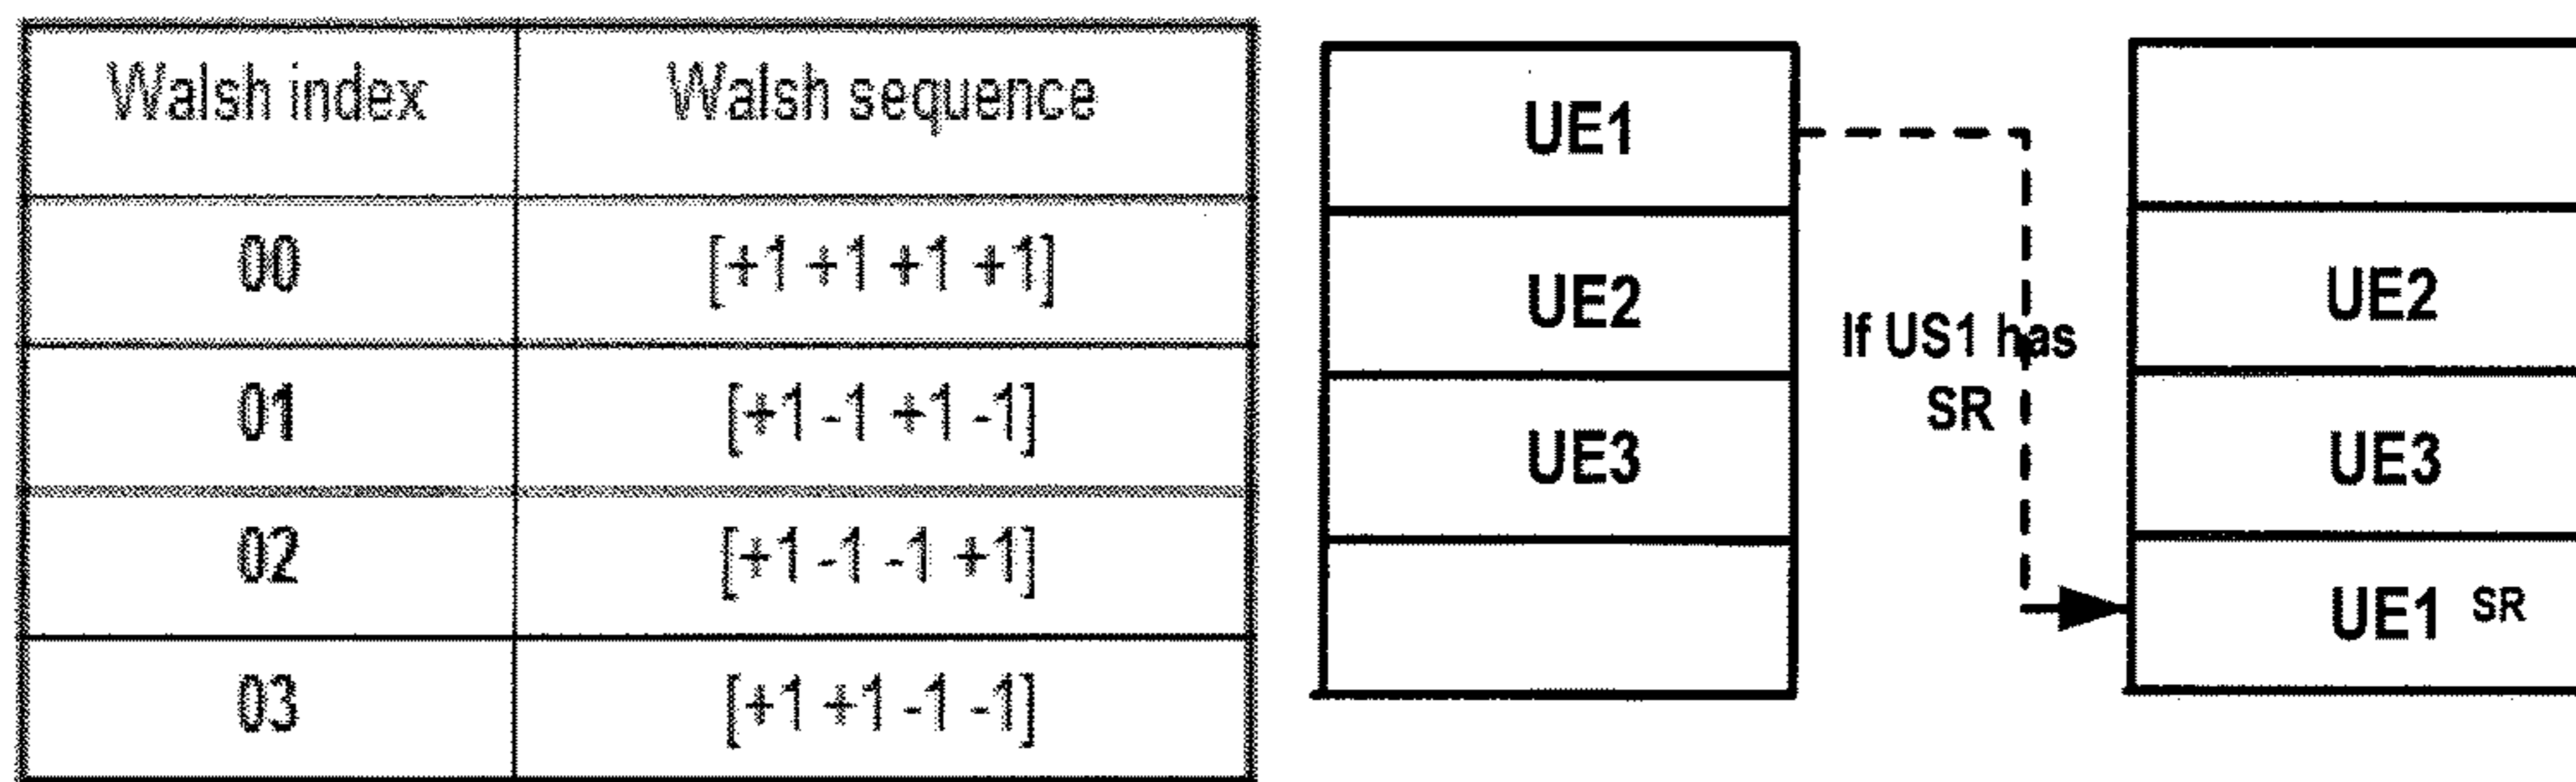 Walsh index Walsh sequence
00 [+1 +1 +1 +1]
01 [+1 -1 +1 -1]
02 [+1 -1 -1 +1]
03 [+1 +1 -1 -1]
UE1
UE2
UE3
If US1 has
SR
UE2
UE3
UE1 SR